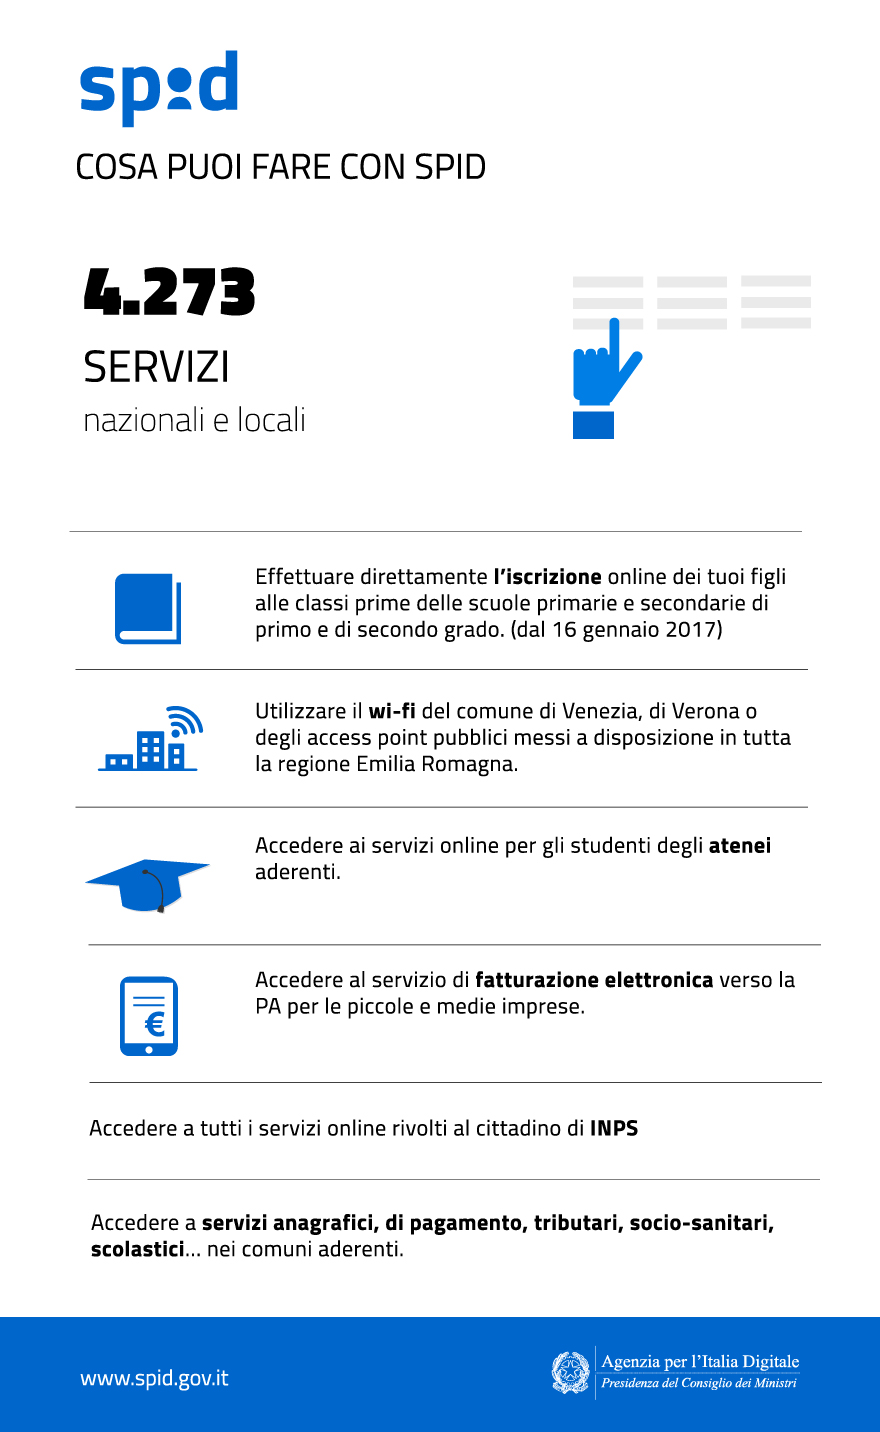 spid
COSA PUOI FARE CON SPID
4.273
SERVIZI
nazionali e locali
Effettuare direttamente l'iscrizione online dei tuoi figli
alle classi prime delle scuole primarie e secondarie di
primo e di secondo grado. (dal 16 gennaio 2017)
Utilizzare il wi-fi del comune di Venezia, di Verona o
degli access point pubblici messi a disposizione in tutta
la regione Emilia Romagna.
Accedere ai servizi online per gli studenti degli atenei
aderenti.
€
Accedere al servizio di fatturazione elettronica verso la
PA per le piccole e medie imprese.
Accedere a tutti i servizi online rivolti al cittadino di INPS
Accedere a servizi anagrafici, di pagamento, tributari, socio-sanitari,
scolastici... nei comuni aderenti.
www.spid.gov.it
Agenzia per l'Italia Digitale
Presidenza del Consiglio dei Ministri